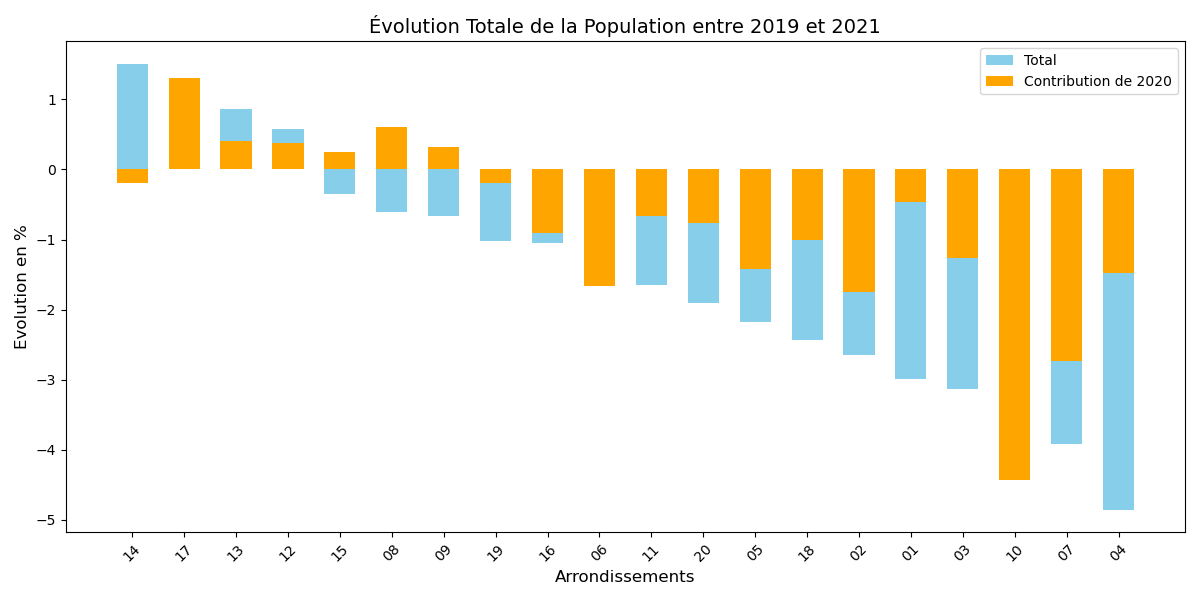 Évolution Totale de la Population entre 2019 et 2021
Total
Contribution de 2020
Evolution en %
1
0
−1
−2
−3
−4
−5
14 17 13 12 15 08 09 19 16 06 11 20 05 18 02 01 03 10 07 04
Arrondissements